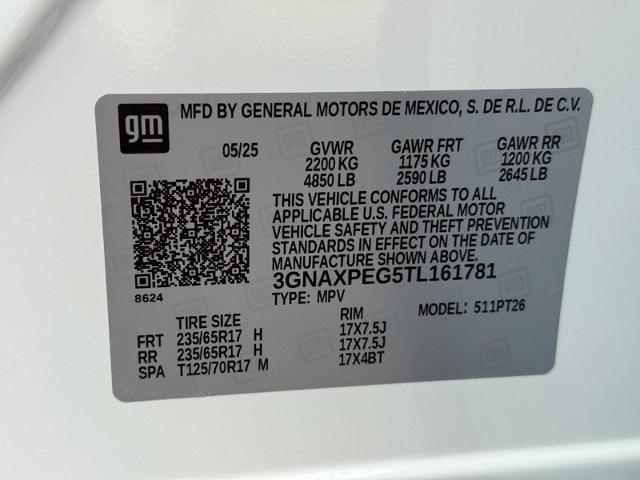 gm MFD BY GENERAL MOTORS DE MEXICO, S. DE R.L. DE C.V.
05/25 GVWR GAWR FRT GAWR RR
2200 KG 1175 KG 1200 KG
4850 LB 2590 LB 2645 LB
THIS VEHICLE CONFORMS TO ALL
APPLICABLE U.S. FEDERAL MOTOR
VEHICLE SAFETY AND THEFT PREVENTION
STANDARDS IN EFFECT ON THE DATE OF
MANUFACTURE SHOWN ABOVE.
3GNAXPEG5TL161781
8624 TYPE: MPV MODEL: 511PT26
TIRE SIZE RIM
FRT 235/65R17 H 17X7.5J
RR 235/65R17 H 17X7.5J
SPA T125/70R17 M 17X4BT